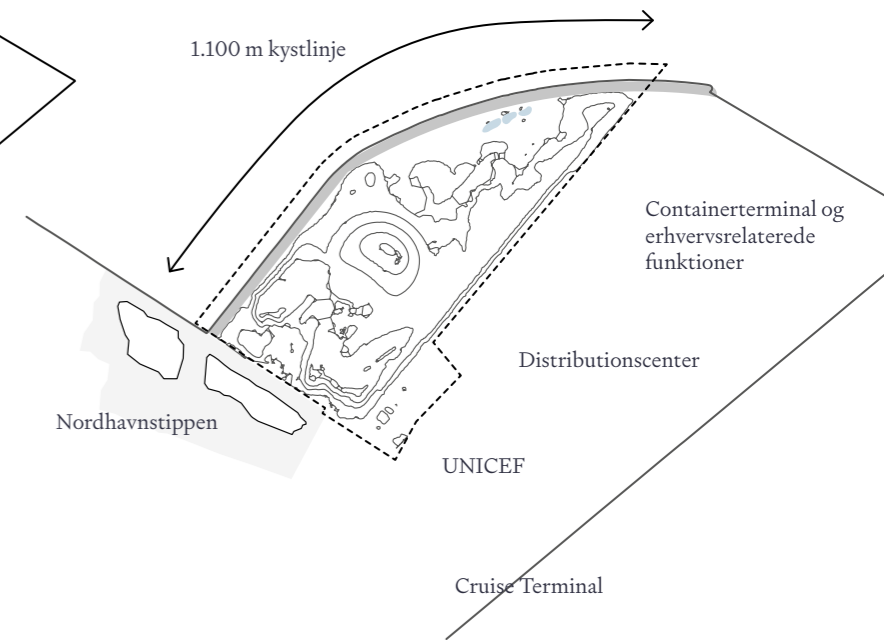 1.100 m kystlinje
Containerterminal og
erhvervsrelaterede
funktioner
Distributionscenter
Nordhavnstippen
UNICEF
Cruise Terminal